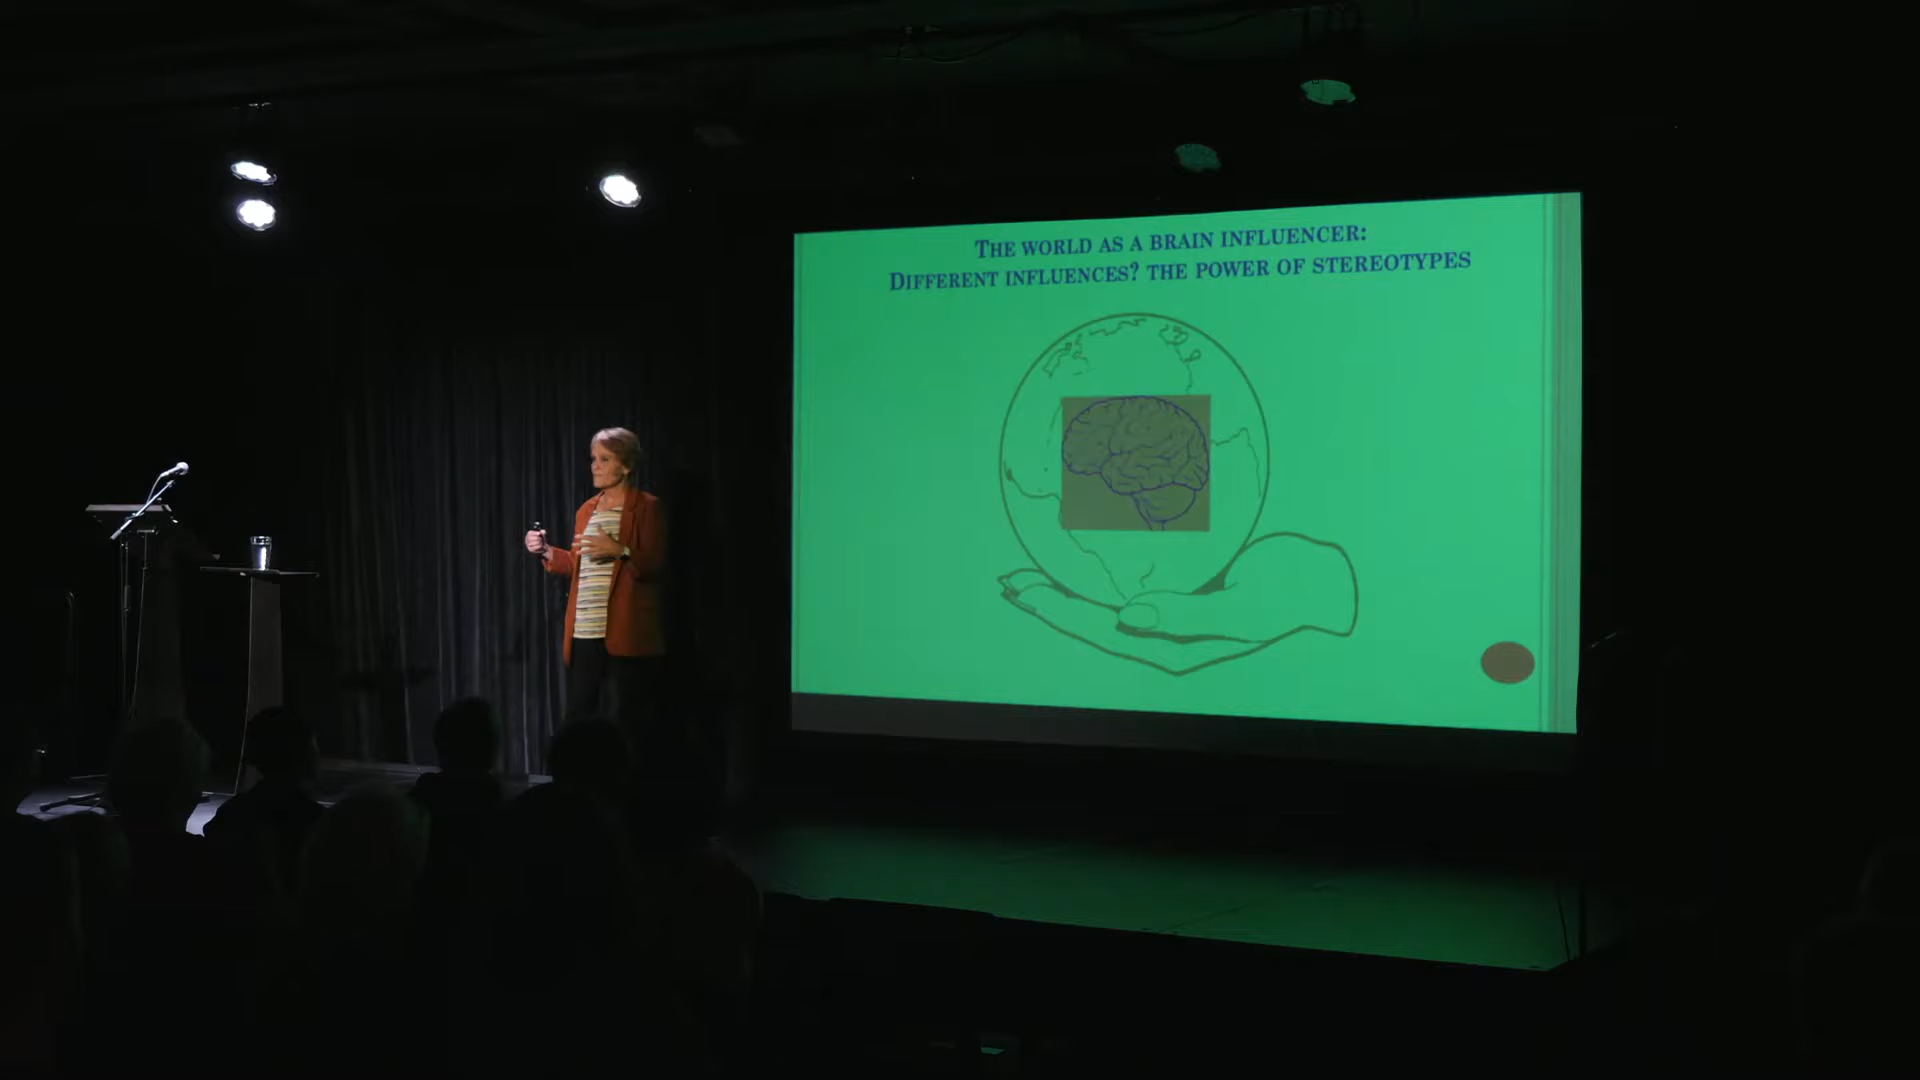 THE WORLD AS A BRAIN INFLUENCER:
DIFFERENT INFLUENCES? THE POWER OF STEREOTYPES